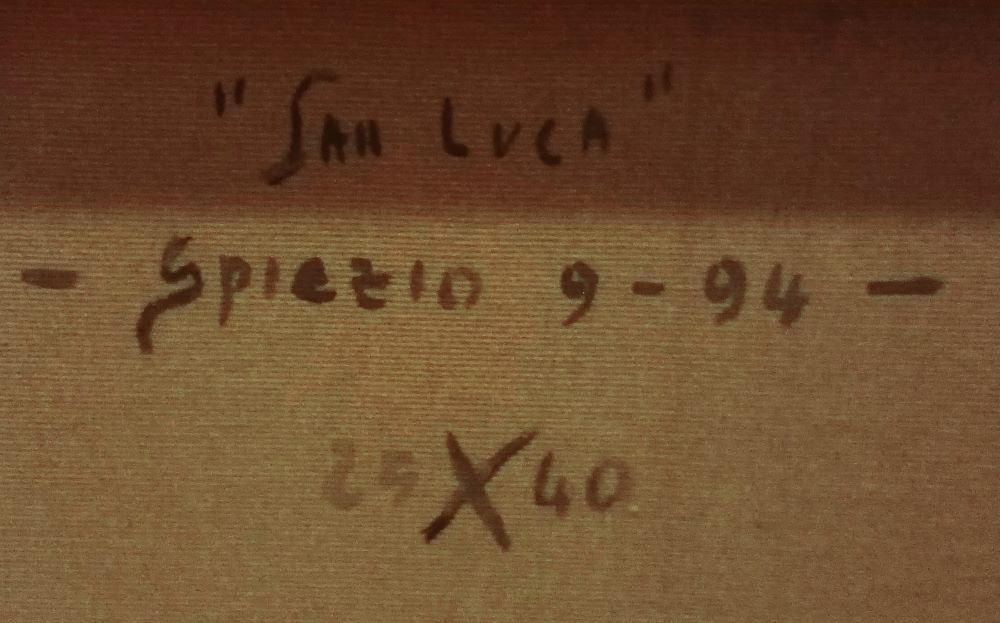 "SAN LUCA"
- Spiezio 9-94 -
25X40